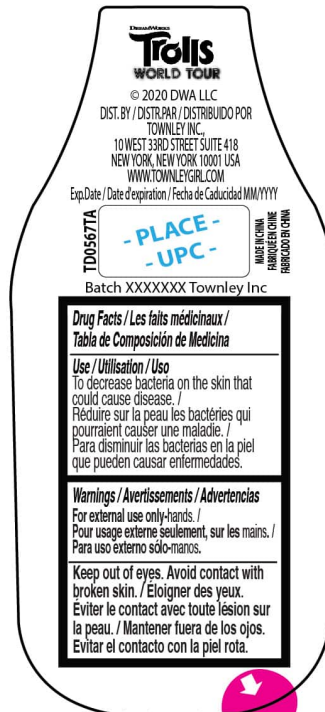 DREAMWORKS
Trolls
WORLD TOUR
© 2020 DWA LLC
DIST. BY / DISTR.PAR / DISTRIBUIDO POR
TOWNLEY INC.,
10 WEST 33RD STREET SUITE 418
NEW YORK, NEW YORK 10001 USA
WWW.TOWNLEYGIRL.COM
Exp.Date / Date d'expiration / Fecha de Caducidad MM/YYYY
TD0567TA
- PLACE -
- UPC -
MADE IN CHINA
FABRIQUÉ EN CHINE
FABRICADO EN CHINA
Batch XXXXXXX Townley Inc
Drug Facts / Les faits médicinaux /
Tabia de Composición de Medicina
Use / Utilisation / Uso
To decrease bacteria on the skin that
could cause disease. /
Réduire sur la peau les bactéries qui
pourraient causer une maladie. /
Para disminuir las bacterias en la piel
que pueden causar enfermedades.
Warnings / Avertissements / Advertencias
For external use only-hands. /
Pour usage externe seulement, sur les mains. /
Para uso externo sólo-manos.
Keep out of eyes. Avoid contact with
broken skin. / Éloigner des yeux.
Éviter le contact avec toute lésion sur
la peau. / Mantener fuera de los ojos.
Evitar el contacto con la piel rota.